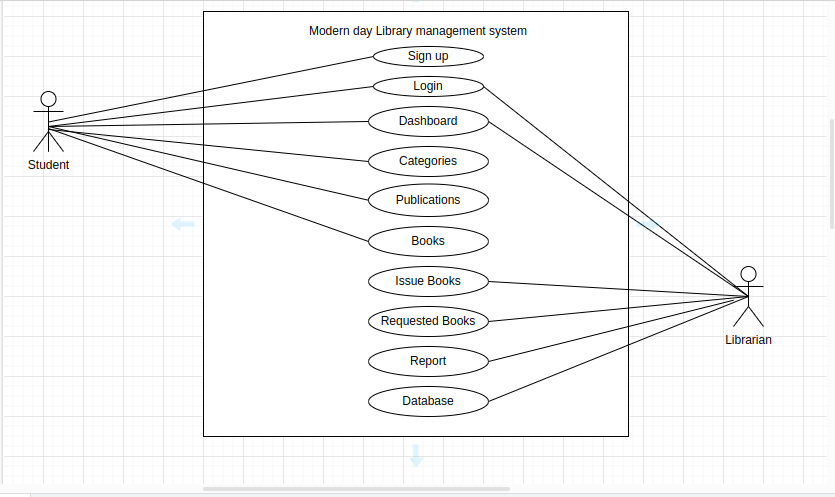 Modern day Library management system
Sign up
Login
Dashboard
Categories
Student
Publications
Books
Issue Books
Requested Books
Librarian
Report
Database